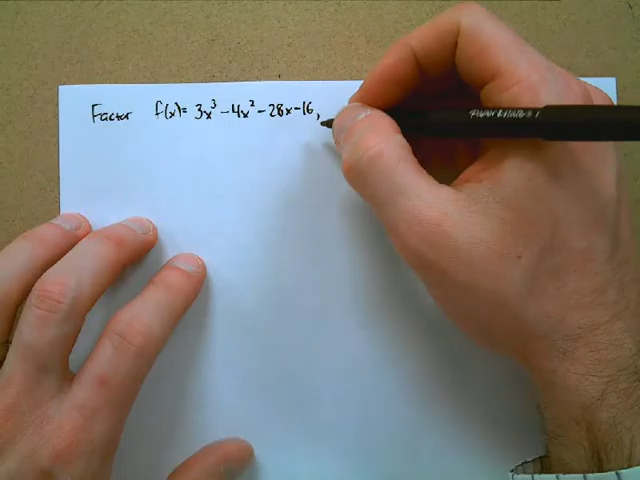 Factor f(x)= 3x³ -4x² -28x-16,